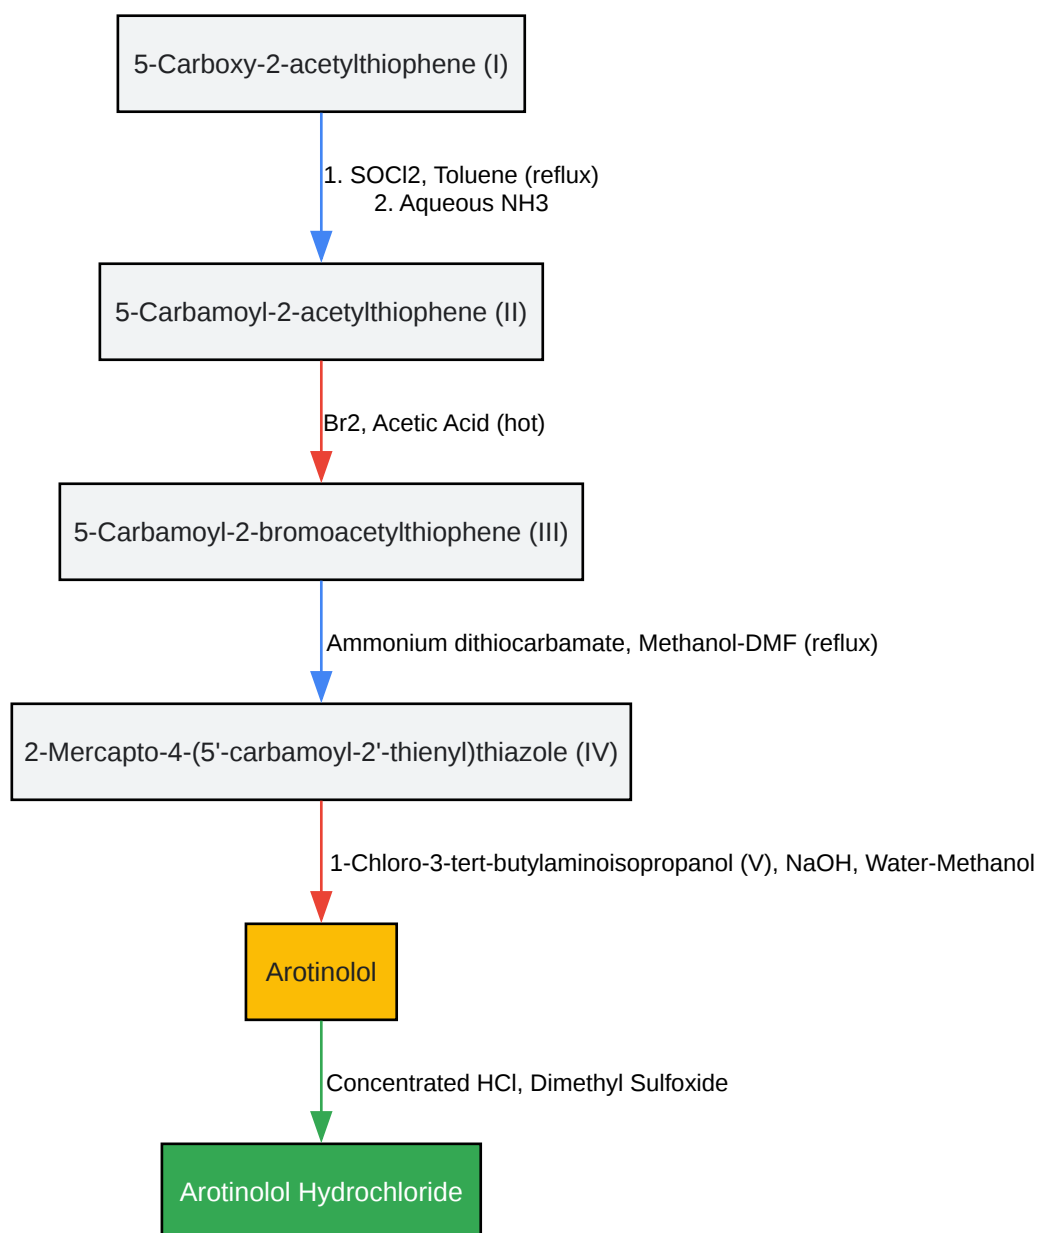 5-Carboxy-2-acetylthiophene (I)
1. SOCl2, Toluene (reflux)
2. Aqueous NH3
5-Carbamoyl-2-acetylthiophene (II)
Br2, Acetic Acid (hot)
5-Carbamoyl-2-bromoacetylthiophene (III)
Ammonium dithiocarbamate, Methanol-DMF (reflux)
2-Mercapto-4-(5'-carbamoyl-2'-thienyl)thiazole (IV)
1-Chloro-3-tert-butylaminoisopropanol (V), NaOH, Water-Methanol
Arotinolol
Concentrated HCl, Dimethyl Sulfoxide
Arotinolol Hydrochloride